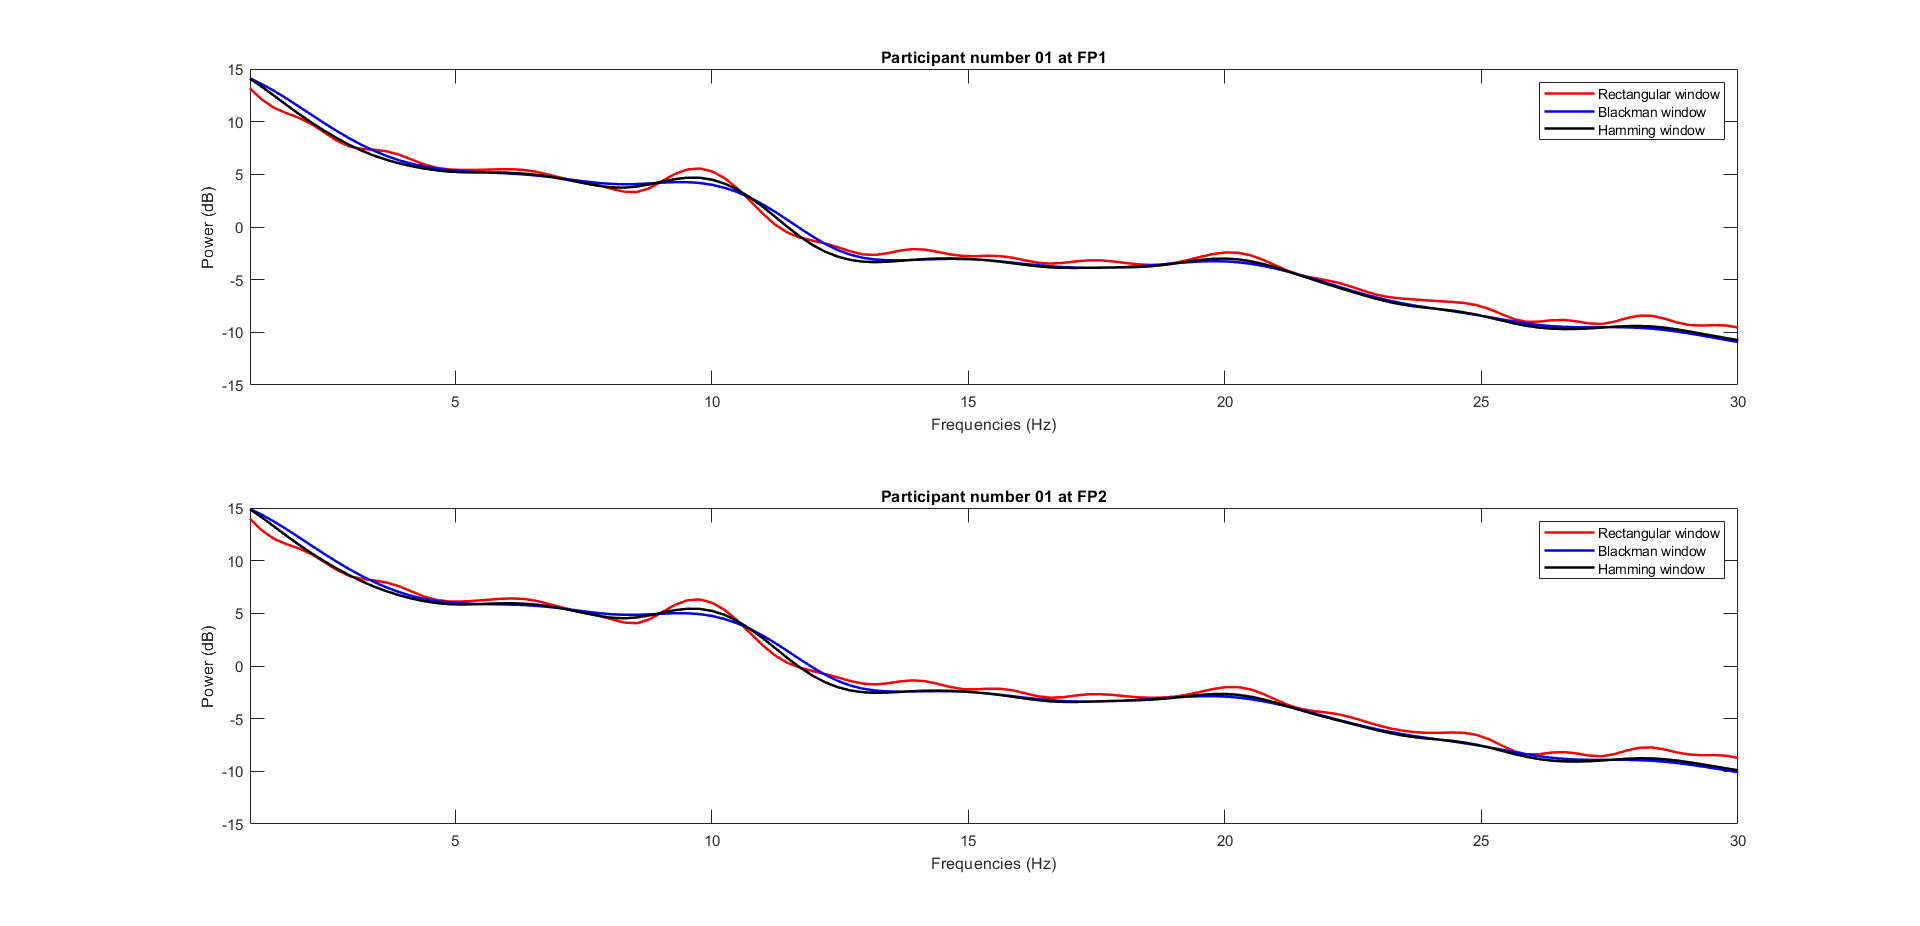 Participant number 01 at FP1
15
10
5
0
-5
-10
-15
Power (dB)
Rectangular window
Blackman window
Hamming window
5 10 15 20 25 30
Frequencies (Hz)
Participant number 01 at FP2
15
10
5
0
-5
-10
-15
Power (dB)
Rectangular window
Blackman window
Hamming window
5 10 15 20 25 30
Frequencies (Hz)